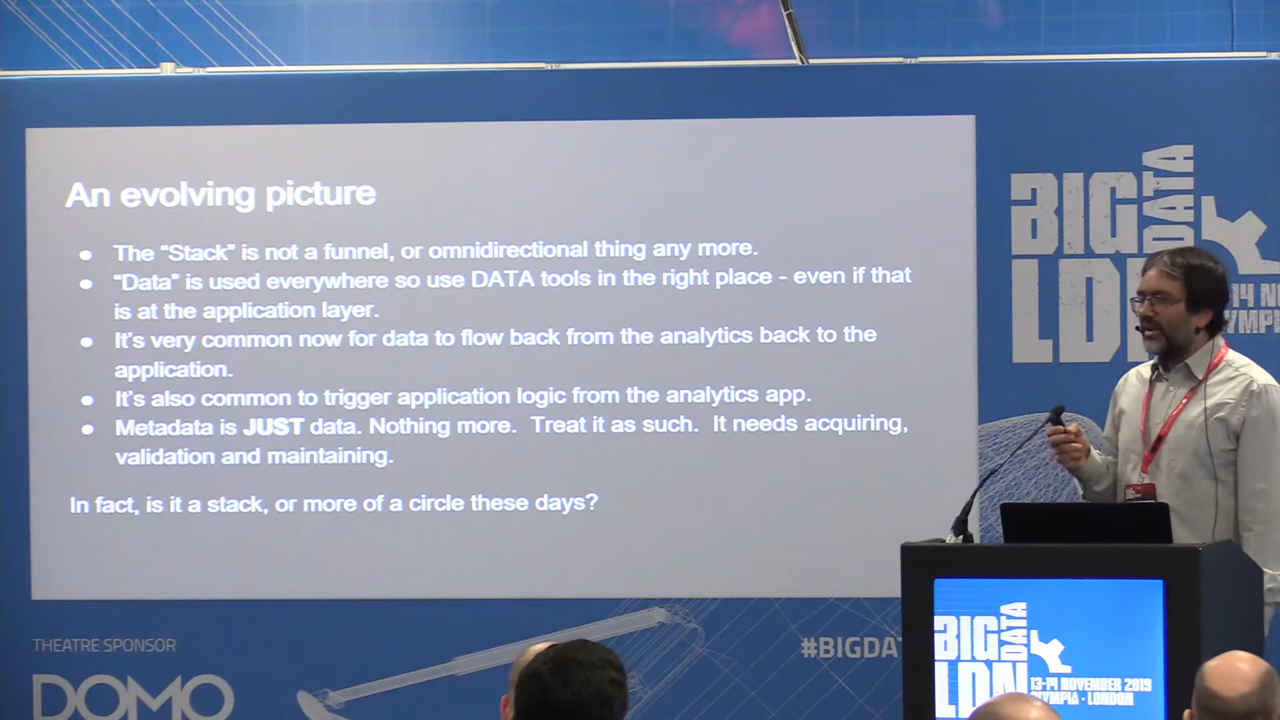 An evolving picture
● The “Stack” is not a funnel, or omnidirectional thing any more.
● “Data” is used everywhere so use DATA tools in the right place - even if that
is at the application layer.
● It’s very common now for data to flow back from the analytics back to the
application.
● It’s also common to trigger application logic from the analytics app.
● Metadata is JUST data. Nothing more. Treat it as such. It needs acquiring,
validation and maintaining.
In fact, is it a stack, or more of a circle these days?
BIG
DATA
LDN
THEATRE SPONSOR
DOMO
#BIGDA
BIG
DATA
LDN
13-14 NOVEMBER 2019
OLYMPIA - LONDON